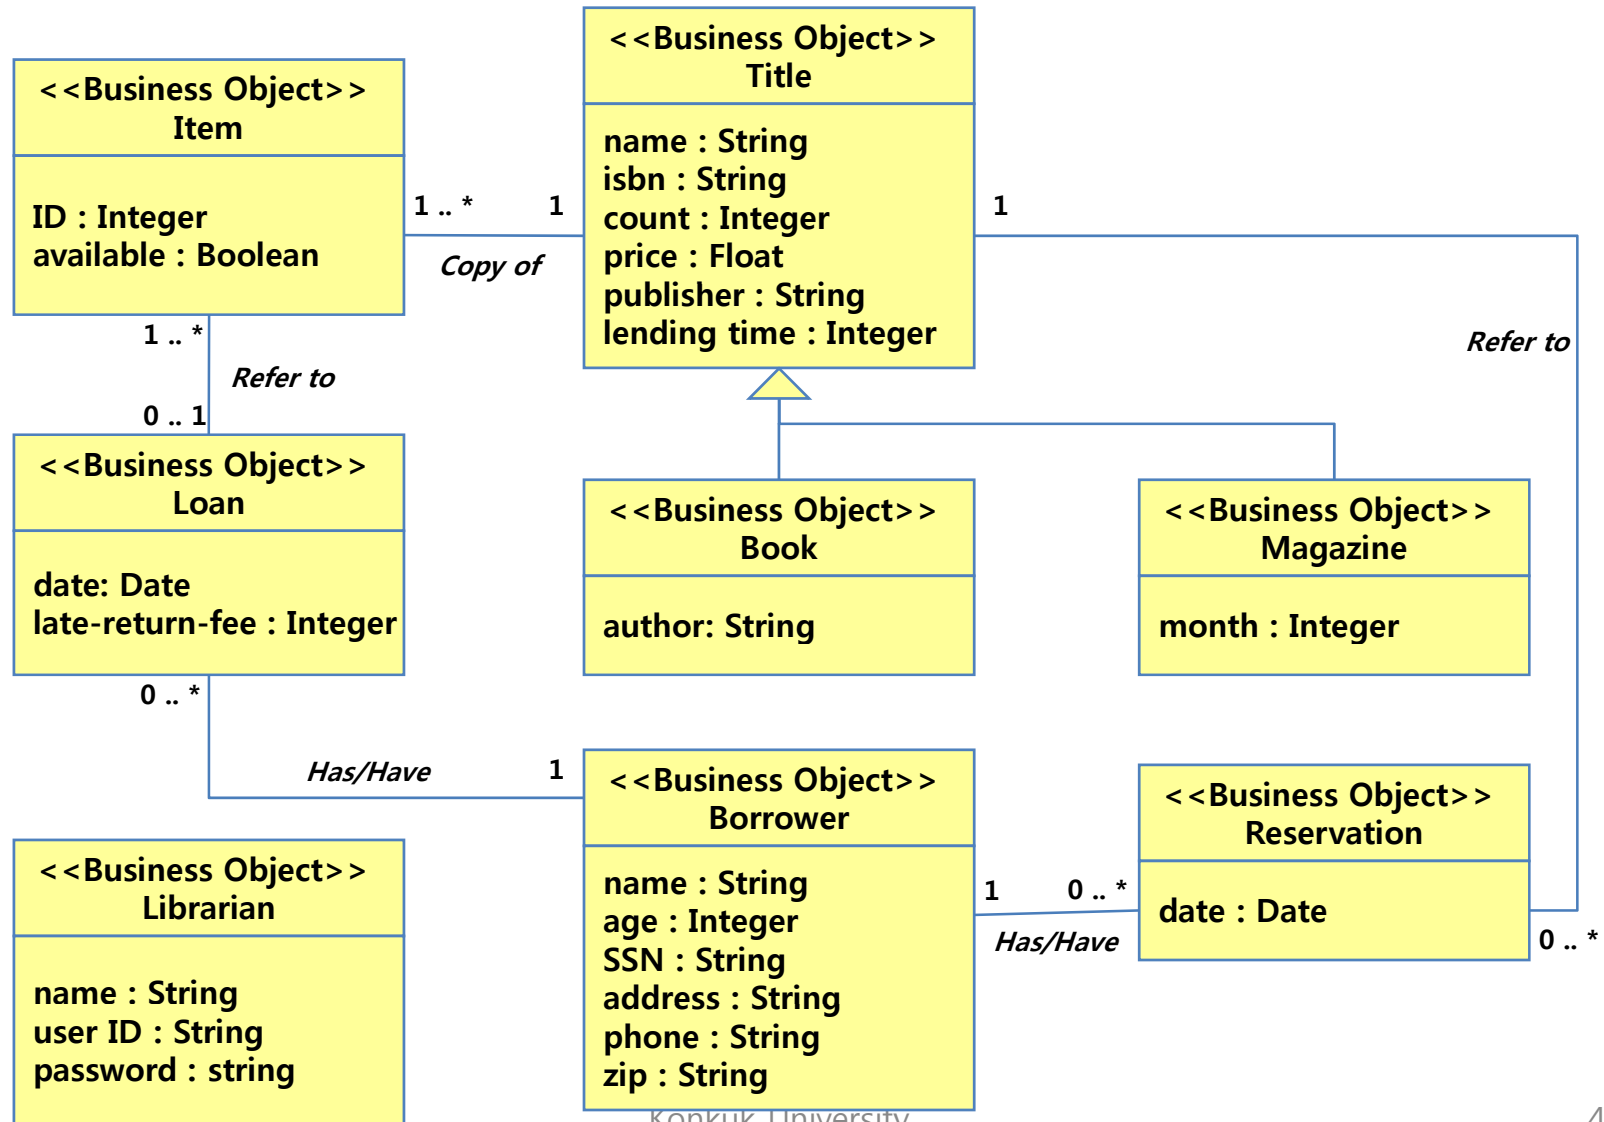 <<Business Object>>
Item
ID : Integer
available : Boolean
<<Business Object>>
Title
name : String
isbn : String
count : Integer
price : Float
publisher : String
lending time : Integer
1 .. *
1
Copy of
1
Refer to
1 .. *
Refer to
0 .. 1
<<Business Object>>
Loan
date: Date
late-return-fee : Integer
<<Business Object>>
Book
author: String
<<Business Object>>
Magazine
month : Integer
0 .. *
Has/Have
1
<<Business Object>>
Borrower
name : String
age : Integer
SSN : String
address : String
phone : String
zip : String
1
0 .. *
Has/Have
<<Business Object>>
Reservation
date : Date
0 .. *
<<Business Object>>
Librarian
name : String
user ID : String
password : string
Konkuk University
4